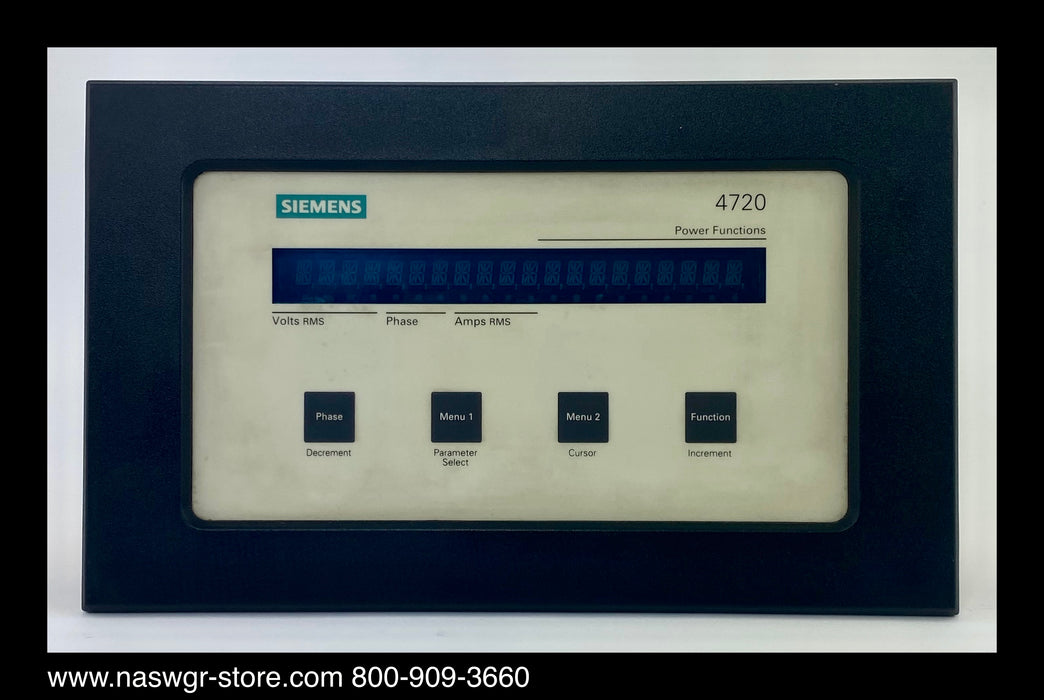 SIEMENS
4720
Power Functions
Volts RMS Phase Amps RMS
Phase Menu 1 Menu 2 Function
Decrement Parameter Select Cursor Increment
www.naswgr-store.com 800-909-3660